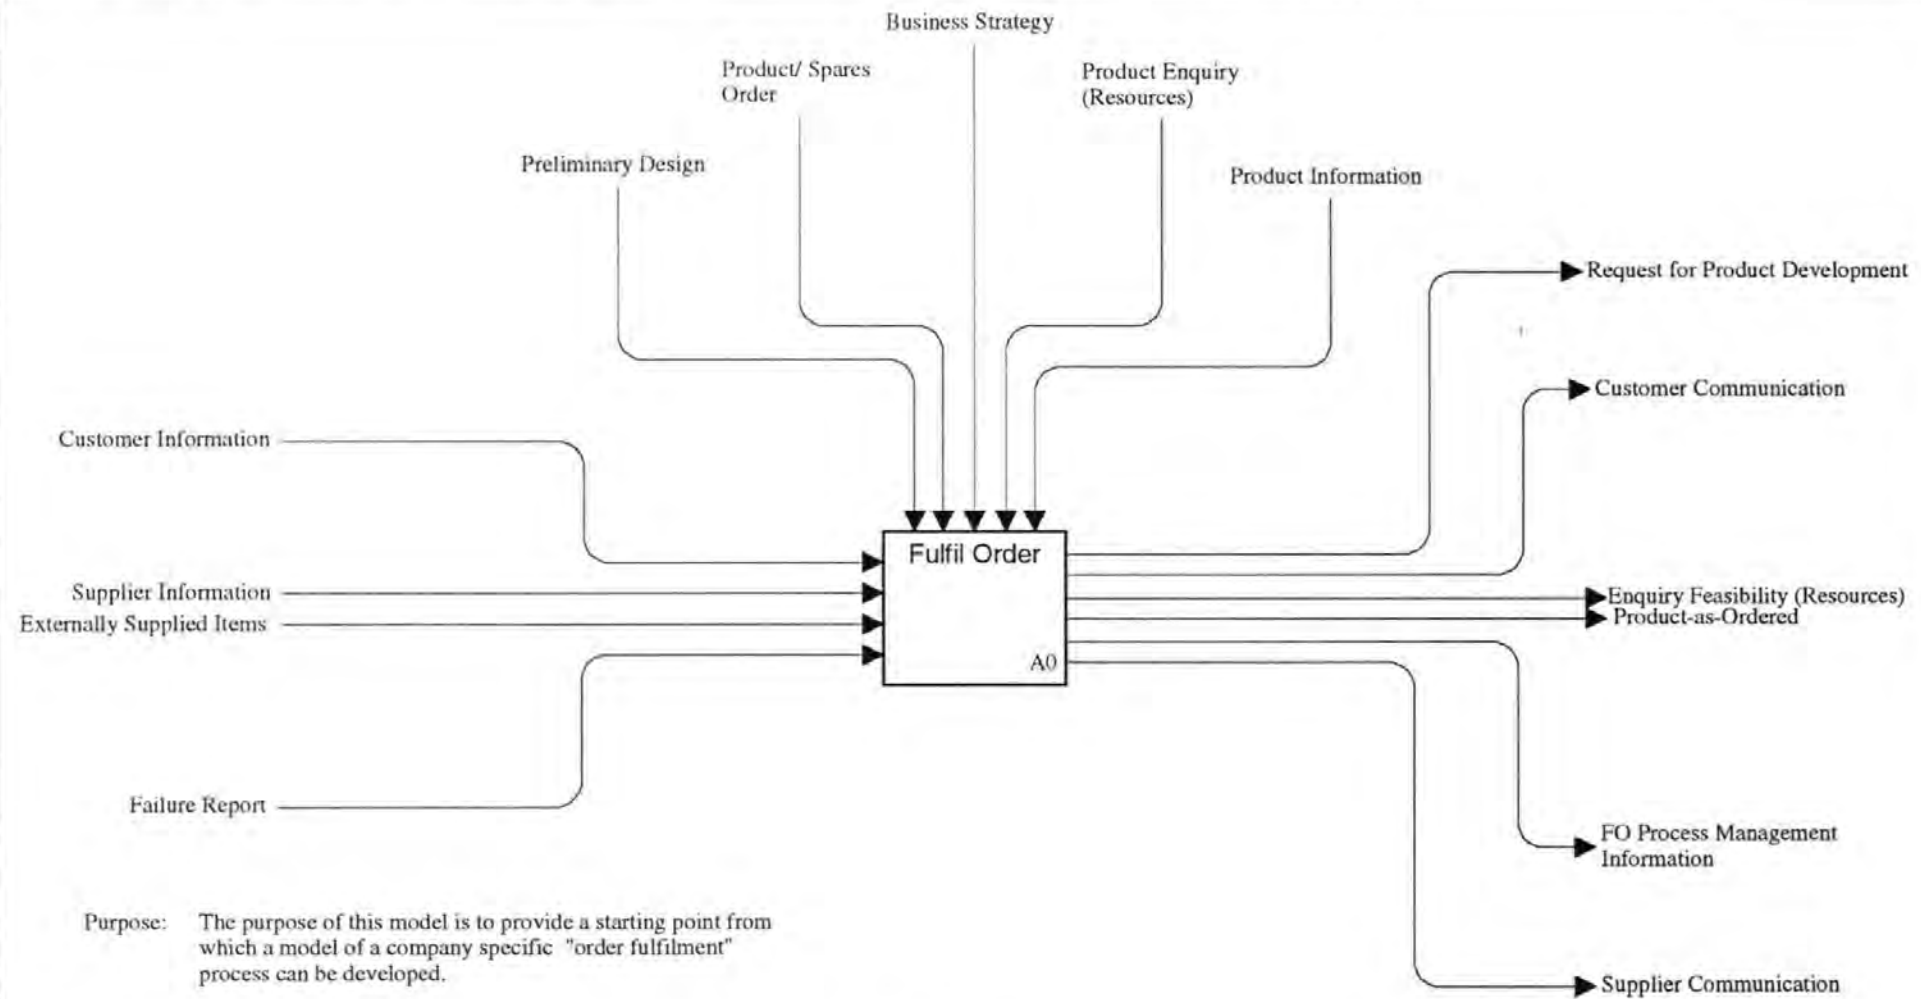 Business Strategy
Product/ Spares
Order
Product Enquiry
(Resources)
Preliminary Design
Product Information
Request for Product Development
Customer Communication
Customer Information
Fulfil Order
Supplier Information
Enquiry Feasibility (Resources)
Externally Supplied Items
Product-as-Ordered
A0
Failure Report
FO Process Management
Information
Purpose: The purpose of this model is to provide a starting point from
which a model of a company specific "order fulfilment"
process can be developed.
Supplier Communication